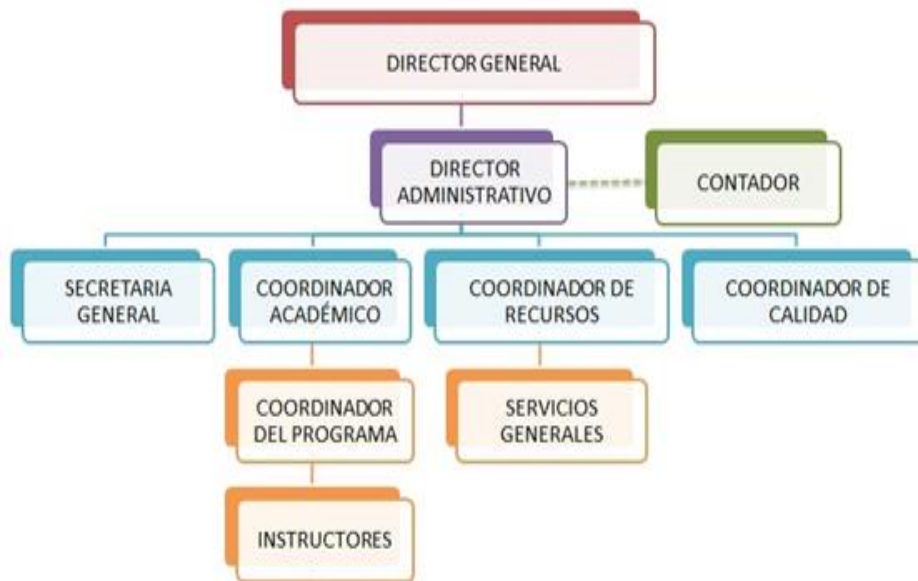 DIRECTOR GENERAL
DIRECTOR
ADMINISTRATIVO
CONTADOR
SECRETARIA
GENERAL
COORDINADOR
ACADÉMICO
COORDINADOR DE
RECURSOS
COORDINADOR DE
CALIDAD
COORDINADOR
DEL PROGRAMA
SERVICIOS
GENERALES
INSTRUCTORES